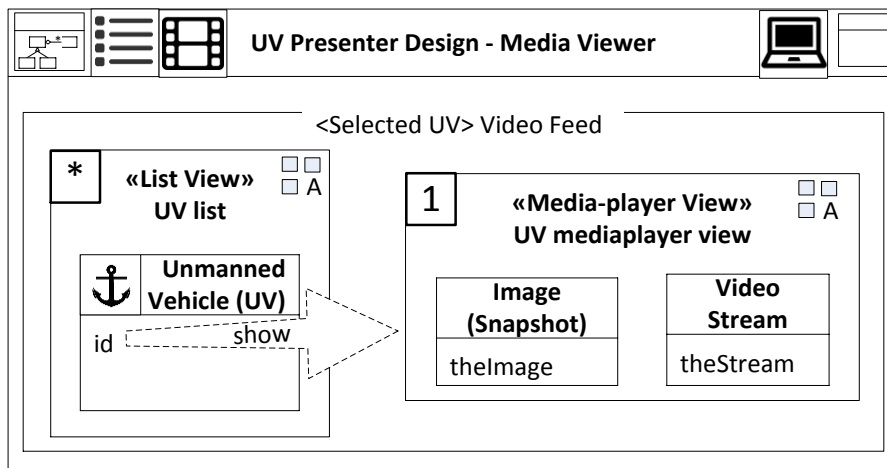 UV Presenter Design - Media Viewer
<Selected UV> Video Feed
*
«List View»
UV list
A
Unmanned
Vehicle (UV)
id
show
1
«Media-player View»
UV mediaplayer view
A
Image
(Snapshot)
theImage
Video
Stream
theStream